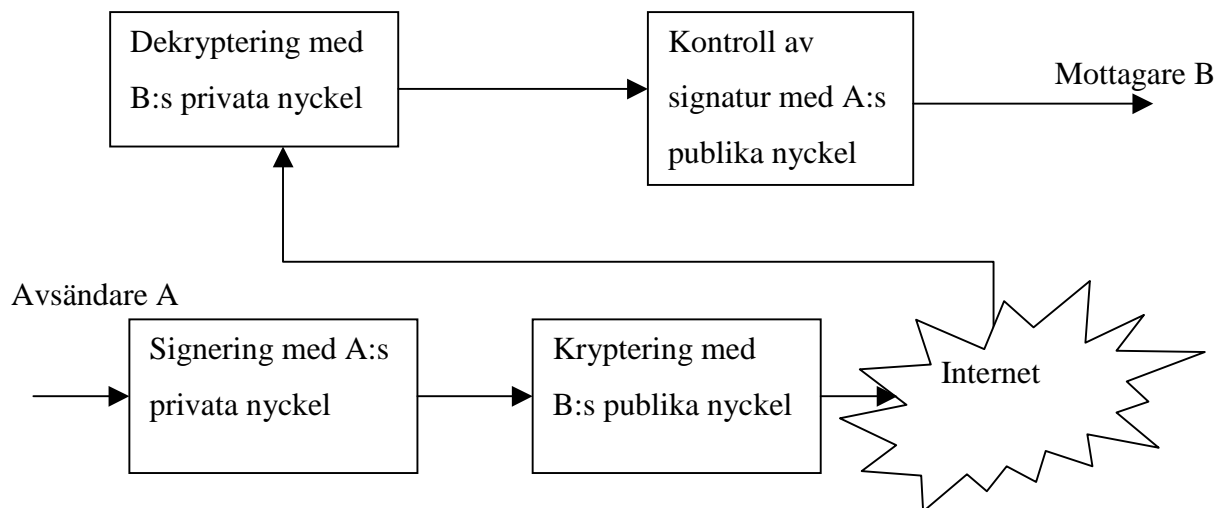 Dekryptering med
B:s privata nyckel
Kontroll av
signatur med A:s
publika nyckel
Mottagare B
Avsändare A
Signering med A:s
privata nyckel
Kryptering med
B:s publika nyckel
Internet